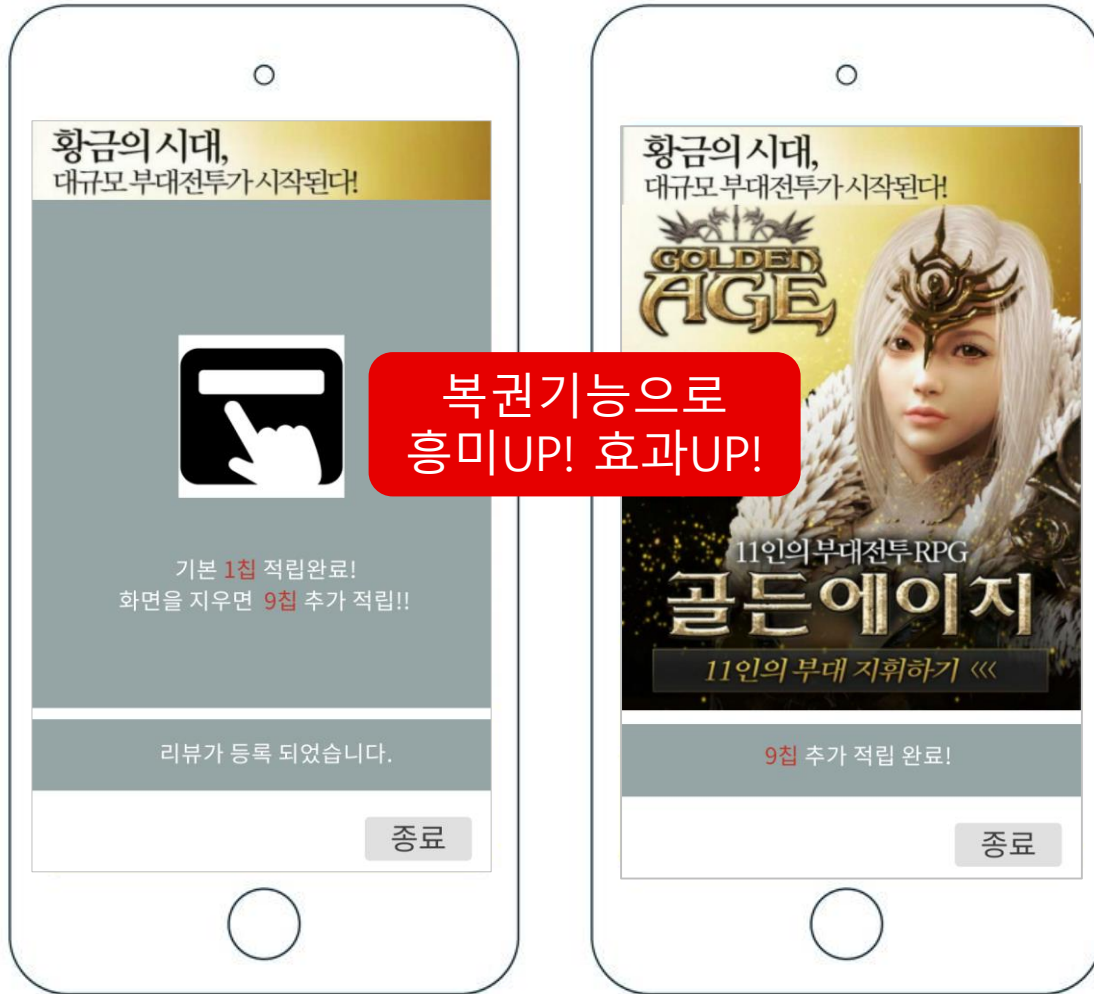 황금의 시대,
대규모 부대전투가 시작된다!
기본 1칩 적립완료!
화면을 지우면 9칩 추가 적립!!
리뷰가 등록 되었습니다.
종료
복권기능으로
흥미UP! 효과UP!
황금의 시대,
대규모 부대전투가 시작된다!
GOLDEN
AGE
11인의 부대전투 RPG
골든에이지
11인의 부대 지휘하기 <<<
9칩 추가 적립 완료!
종료